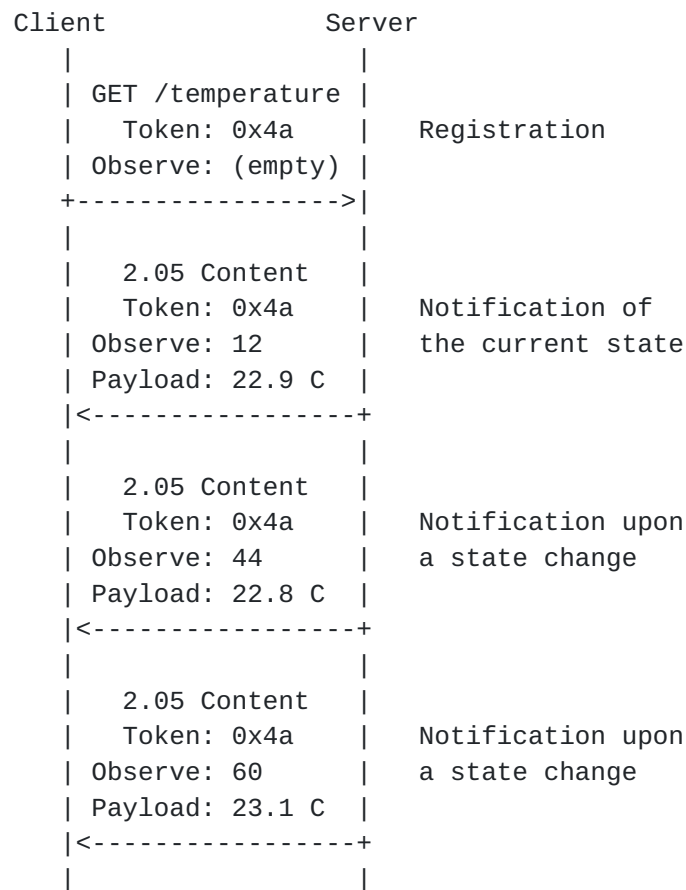 Client Server
GET /temperature
Token: 0x4a Registration
Observe: (empty)
2.05 Content
Token: 0x4a Notification of
Observe: 12 the current state
Payload: 22.9 C
2.05 Content
Token: 0x4a Notification upon
Observe: 44 a state change
Payload: 22.8 C
2.05 Content
Token: 0x4a Notification upon
Observe: 60 a state change
Payload: 23.1 C